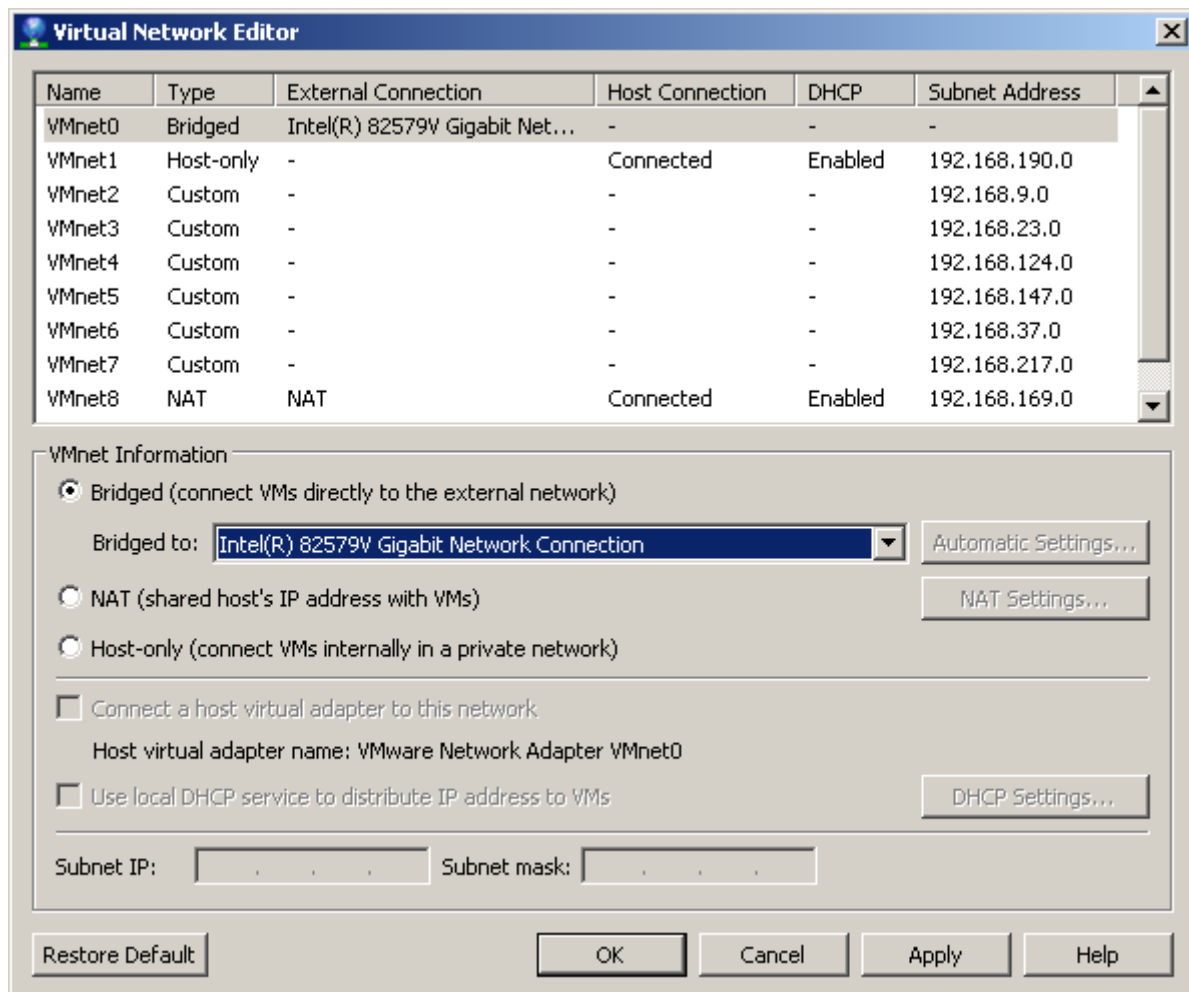 Virtual Network Editor
Name Type External Connection Host Connection DHCP Subnet Address
VMnet0 Bridged Intel(R) 82579V Gigabit Net... - - -
VMnet1 Host-only - Connected Enabled 192.168.190.0
VMnet2 Custom - - - 192.168.9.0
VMnet3 Custom - - - 192.168.23.0
VMnet4 Custom - - - 192.168.124.0
VMnet5 Custom - - - 192.168.147.0
VMnet6 Custom - - - 192.168.37.0
VMnet7 Custom - - - 192.168.217.0
VMnet8 NAT NAT Connected Enabled 192.168.169.0
VMnet Information
Bridged (connect VMs directly to the external network)
Bridged to: Intel(R) 82579V Gigabit Network Connection Automatic Settings...
NAT (shared host's IP address with VMs) NAT Settings...
Host-only (connect VMs internally in a private network)
Connect a host virtual adapter to this network
Host virtual adapter name: VMware Network Adapter VMnet0
Use local DHCP service to distribute IP address to VMs DHCP Settings...
Subnet IP: . . . Subnet mask: . . .
Restore Default OK Cancel Apply Help